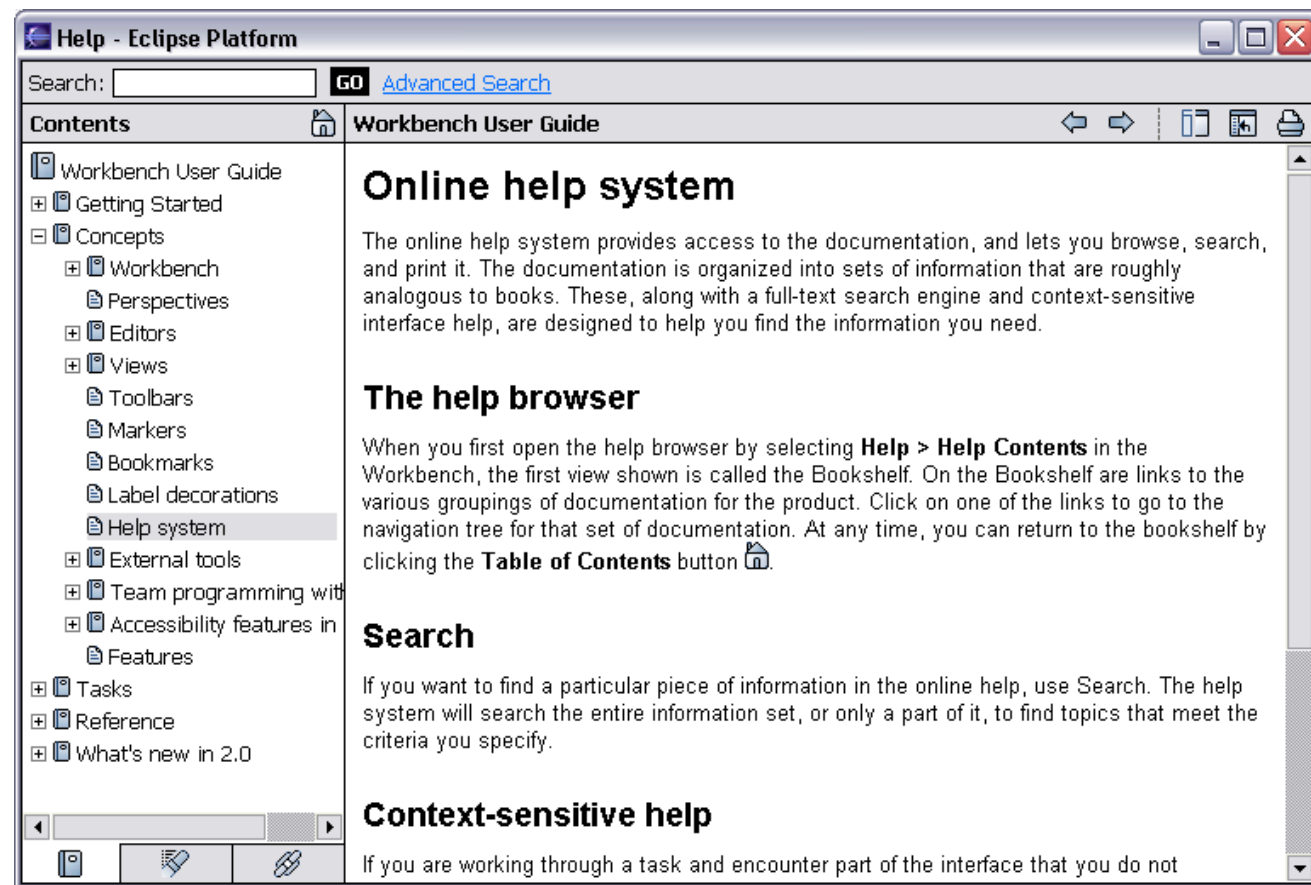 Help - Eclipse Platform
Search: GO Advanced Search
Contents
Workbench User Guide
Getting Started
Concepts
Workbench
Perspectives
Editors
Views
Toolbars
Markers
Bookmarks
Label decorations
Help system
External tools
Team programming with
Accessibility features in
Features
Tasks
Reference
What's new in 2.0
Workbench User Guide
Online help system
The online help system provides access to the documentation, and lets you browse, search,
and print it. The documentation is organized into sets of information that are roughly
analogous to books. These, along with a full-text search engine and context-sensitive
interface help, are designed to help you find the information you need.
The help browser
When you first open the help browser by selecting Help > Help Contents in the
Workbench, the first view shown is called the Bookshelf. On the Bookshelf are links to the
various groupings of documentation for the product. Click on one of the links to go to the
navigation tree for that set of documentation. At any time, you can return to the bookshelf by
clicking the Table of Contents button .
Search
If you want to find a particular piece of information in the online help, use Search. The help
system will search the entire information set, or only a part of it, to find topics that meet the
criteria you specify.
Context-sensitive help
If you are working through a task and encounter part of the interface that you do not